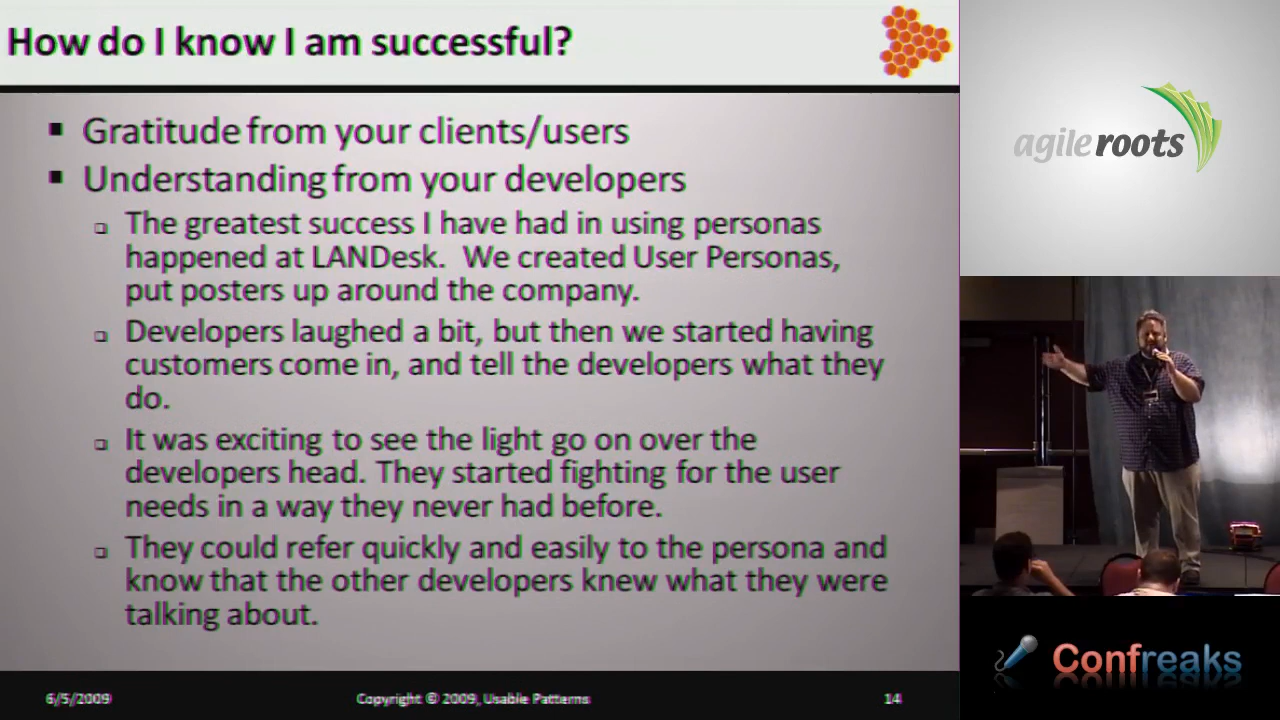 How do I know I am successful?
Gratitude from your clients/users
Understanding from your developers
The greatest success I have had in using personas
happened at LANDesk. We created User Personas,
put posters up around the company.
Developers laughed a bit, but then we started having
customers come in, and tell the developers what they
do.
It was exciting to see the light go on over the
developers head. They started fighting for the user
needs in a way they never had before.
They could refer quickly and easily to the persona and
know that the other developers knew what they were
talking about.
6/5/2009 Copyright © 2009, Usable Patterns 14
agile roots
Confreaks